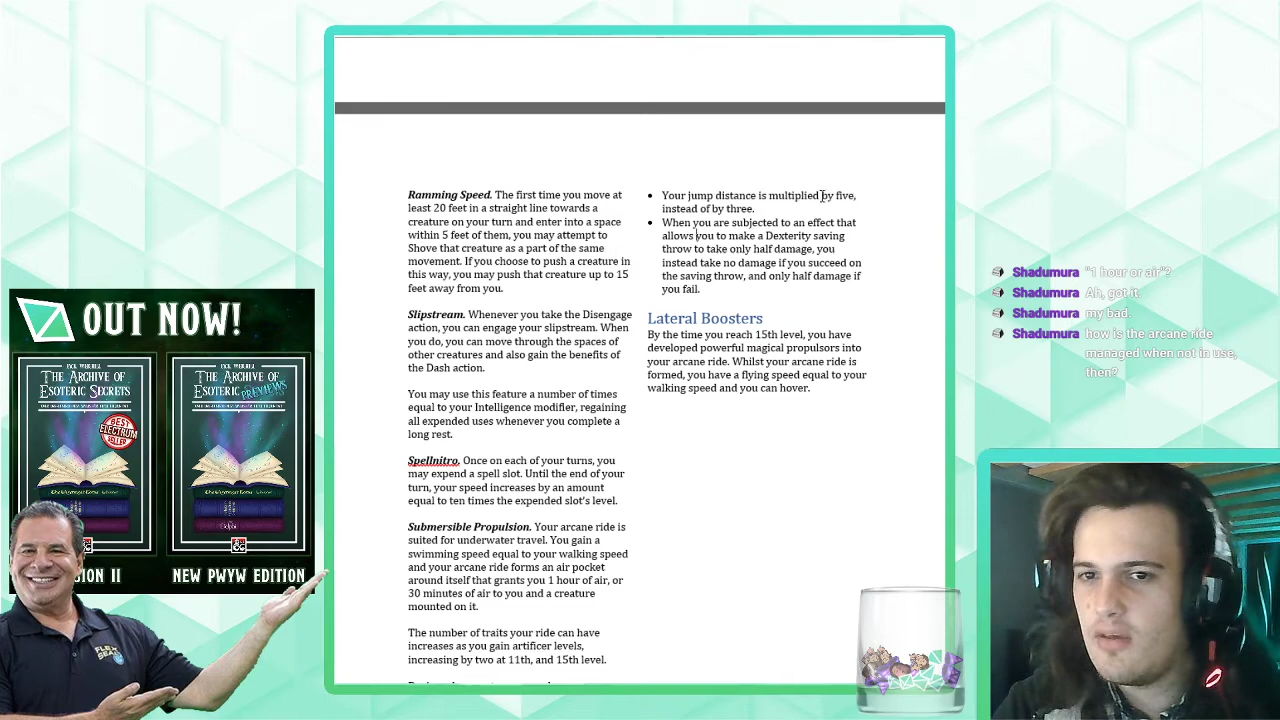 OUT NOW!
THE ARCHIVE OF
ESOTERIC SECRETS
BEST
ELECTRUM
SELLER
THE ARCHIVE OF
ESOTERIC PREVIEWS
ION II
NEW PWYW EDITION
FLEX
SEAL
Ramming Speed. The first time you move at
least 20 feet in a straight line towards a
creature on your turn and enter into a space
within 5 feet of them, you may attempt to
Shove that creature as a part of the same
movement. If you choose to push a creature in
this way, you may push that creature up to 15
feet away from you.
Slipstream. Whenever you take the Disengage
action, you can engage your slipstream. When
you do, you can move through the spaces of
other creatures and also gain the benefits of
the Dash action.
You may use this feature a number of times
equal to your Intelligence modifier, regaining
all expended uses whenever you complete a
long rest.
Spellnitro. Once on each of your turns, you
may expend a spell slot. Until the end of your
turn, your speed increases by an amount
equal to ten times the expended slot's level.
Submersible Propulsion. Your arcane ride is
suited for underwater travel. You gain a
swimming speed equal to your walking speed
and your arcane ride forms an air pocket
around itself that grants you 1 hour of air, or
30 minutes of air to you and a creature
mounted on it.
The number of traits your ride can have
increases as you gain artificer levels,
increasing by two at 11th, and 15th level.
• Your jump distance is multiplied by five,
instead of by three.
• When you are subjected to an effect that
allows you to make a Dexterity saving
throw to take only half damage, you
instead take no damage if you succeed on
the saving throw, and only half damage if
you fail.
Lateral Boosters
By the time you reach 15th level, you have
developed powerful magical propulsors into
your arcane ride. Whilst your arcane ride is
formed, you have a flying speed equal to your
walking speed and you can hover.
Shadumura "1 hour or air"?
Shadumura Ah, got it.
Shadumura my bad.
Shadumura how is the arcane ride
managed when not in use,
then?